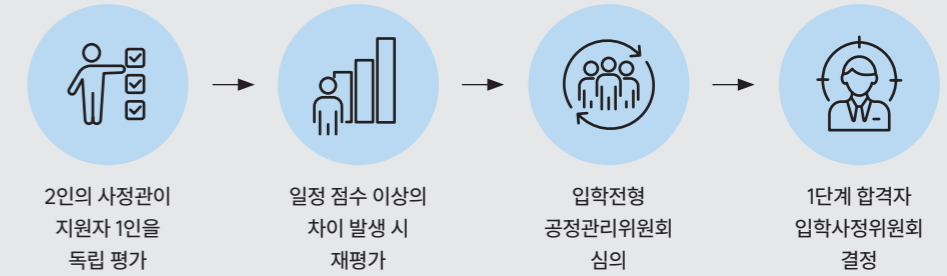 2인의 사정관이
지원자 1인을
독립 평가
일정 점수 이상의
차이 발생 시
재평가
입학전형
공정관리위원회
심의
1단계 합격자
입학사정위원회
결정